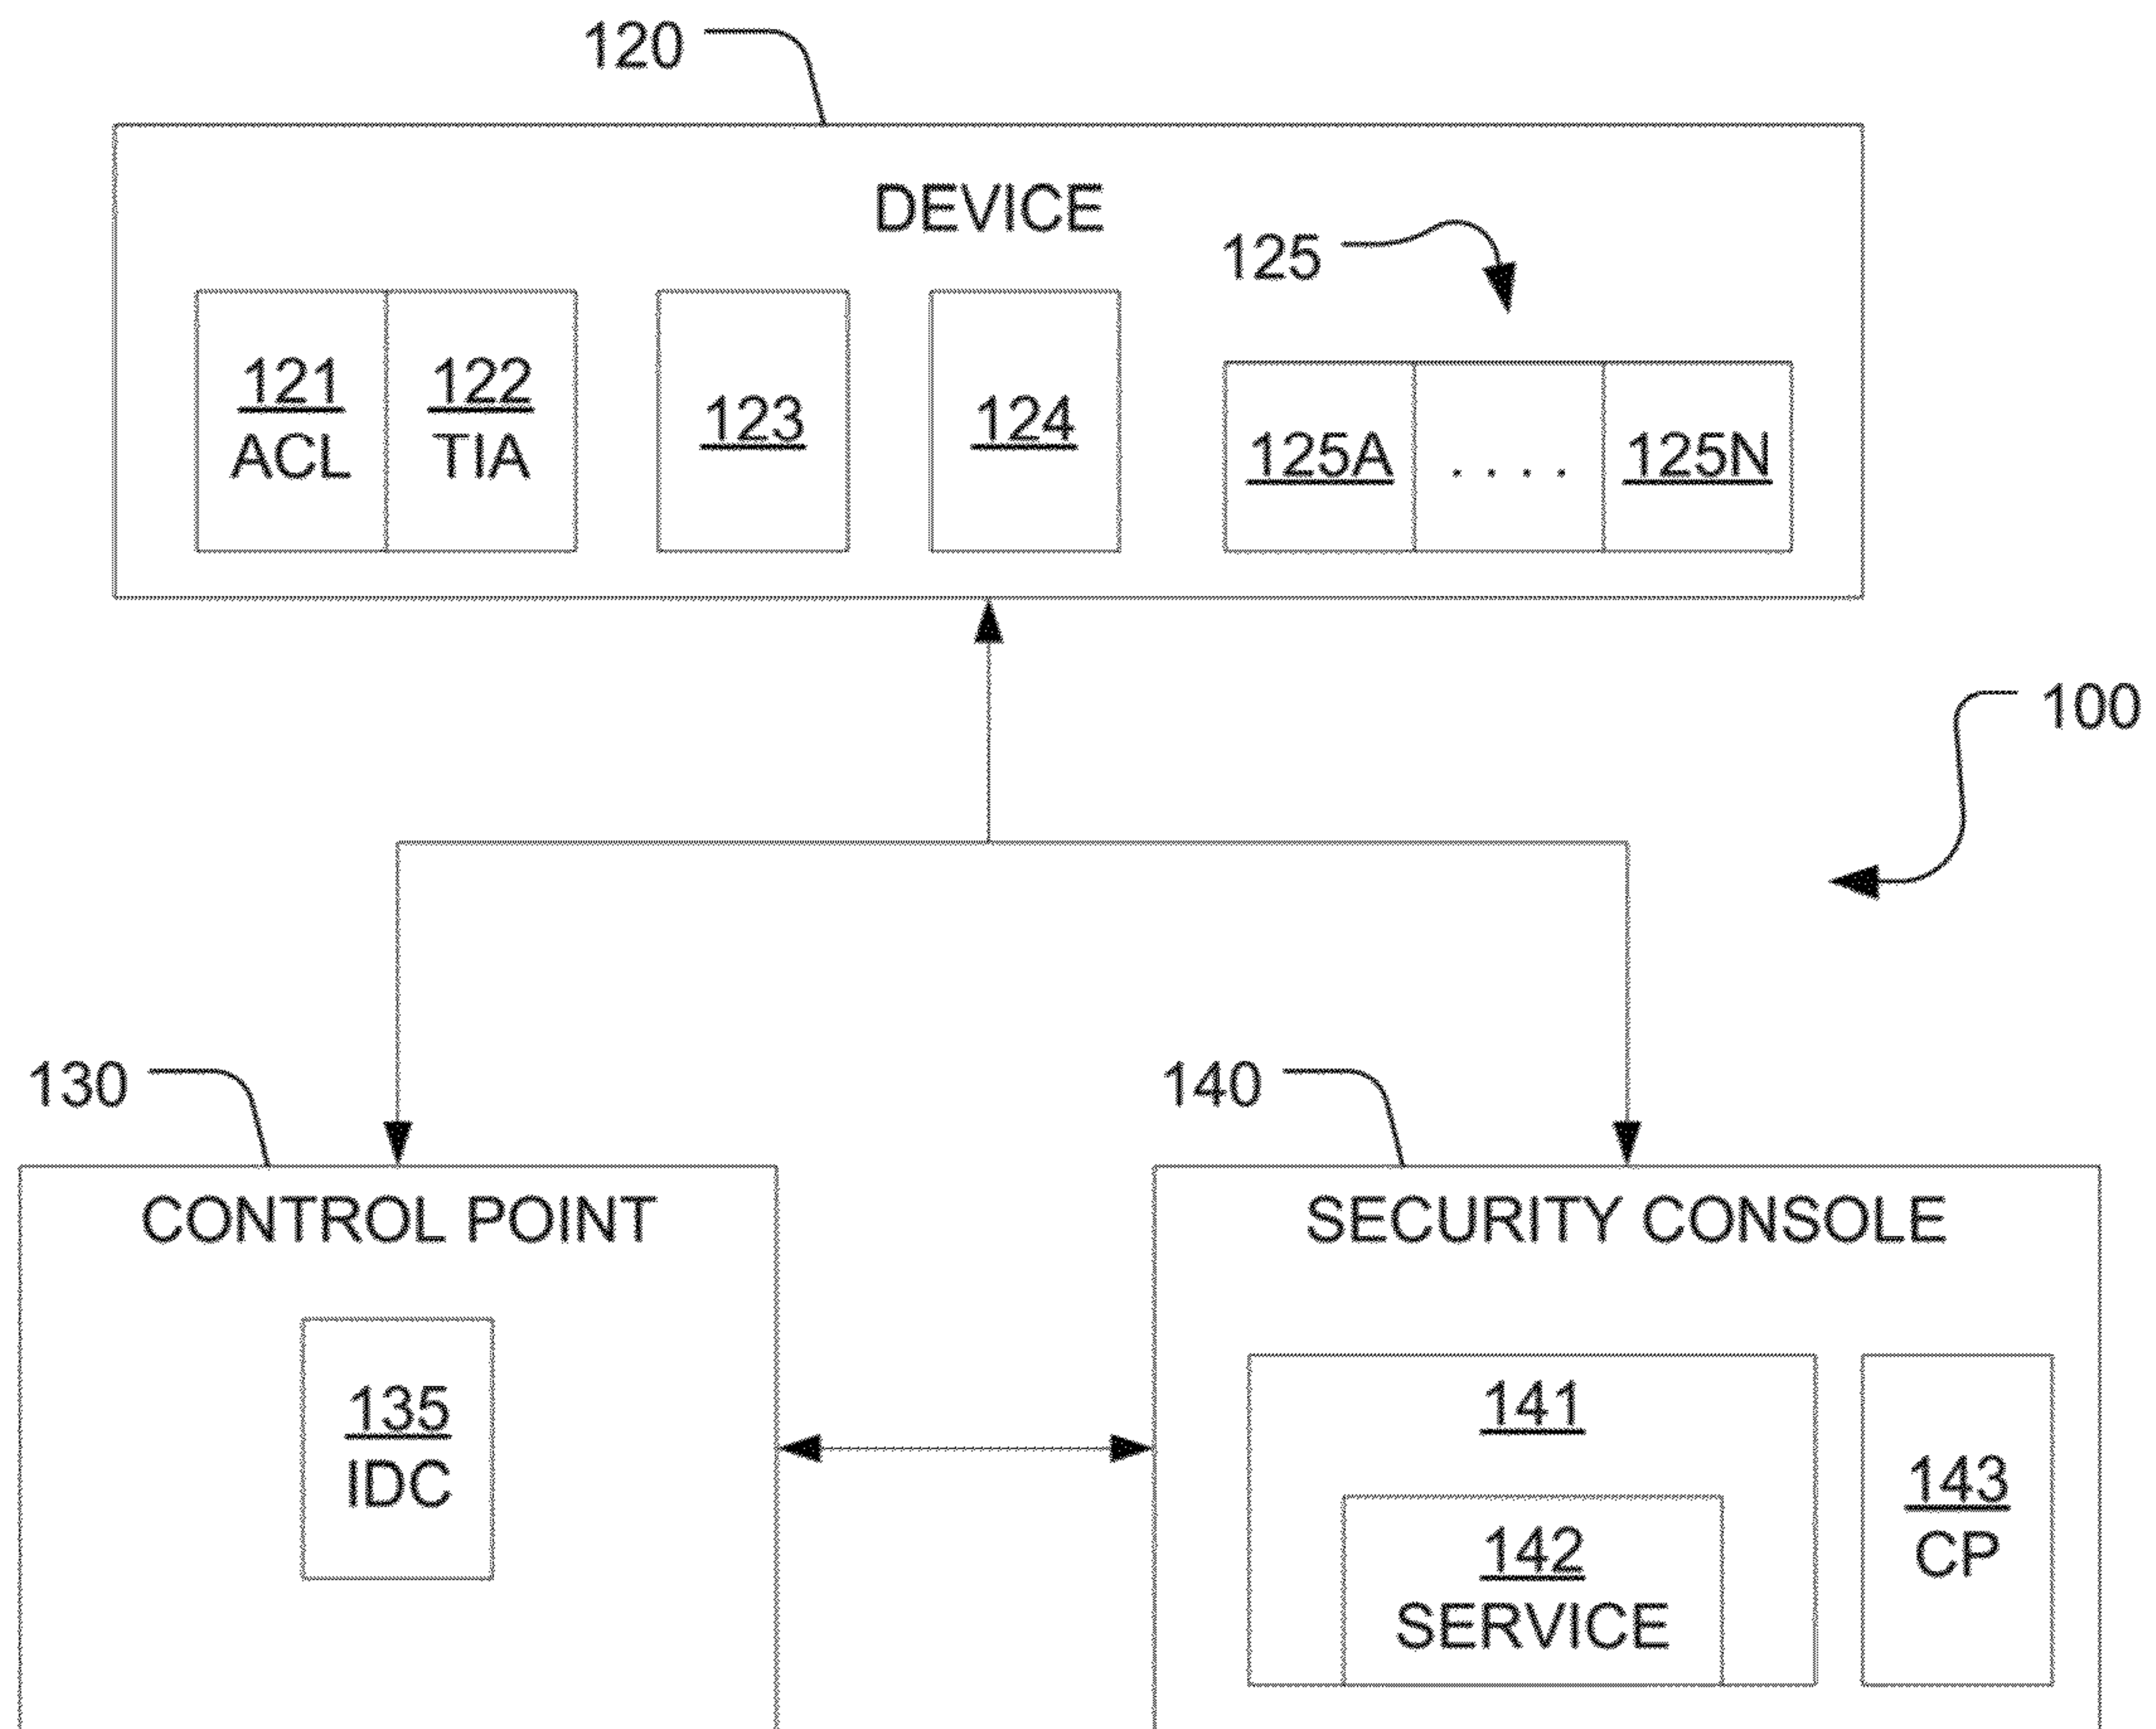 120
DEVICE
125
121
ACL
122
TIA
123
124
125A
. . . .
125N
100
130
140
CONTROL POINT
SECURITY CONSOLE
135
IDC
141
142
SERVICE
143
CP